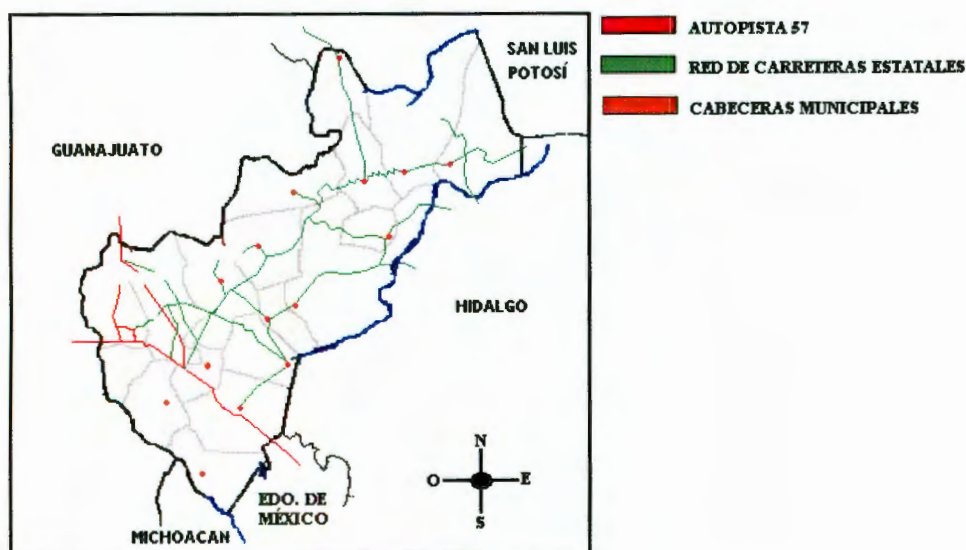 AUTOPISTA 57
RED DE CARRETERAS ESTATALES
CABECERAS MUNICIPALES
SAN LUIS
POTOSÍ
GUANAJUATO
HIDALGO
N
O
E
S
EDO. DE
MÉXICO
MICHOACAN